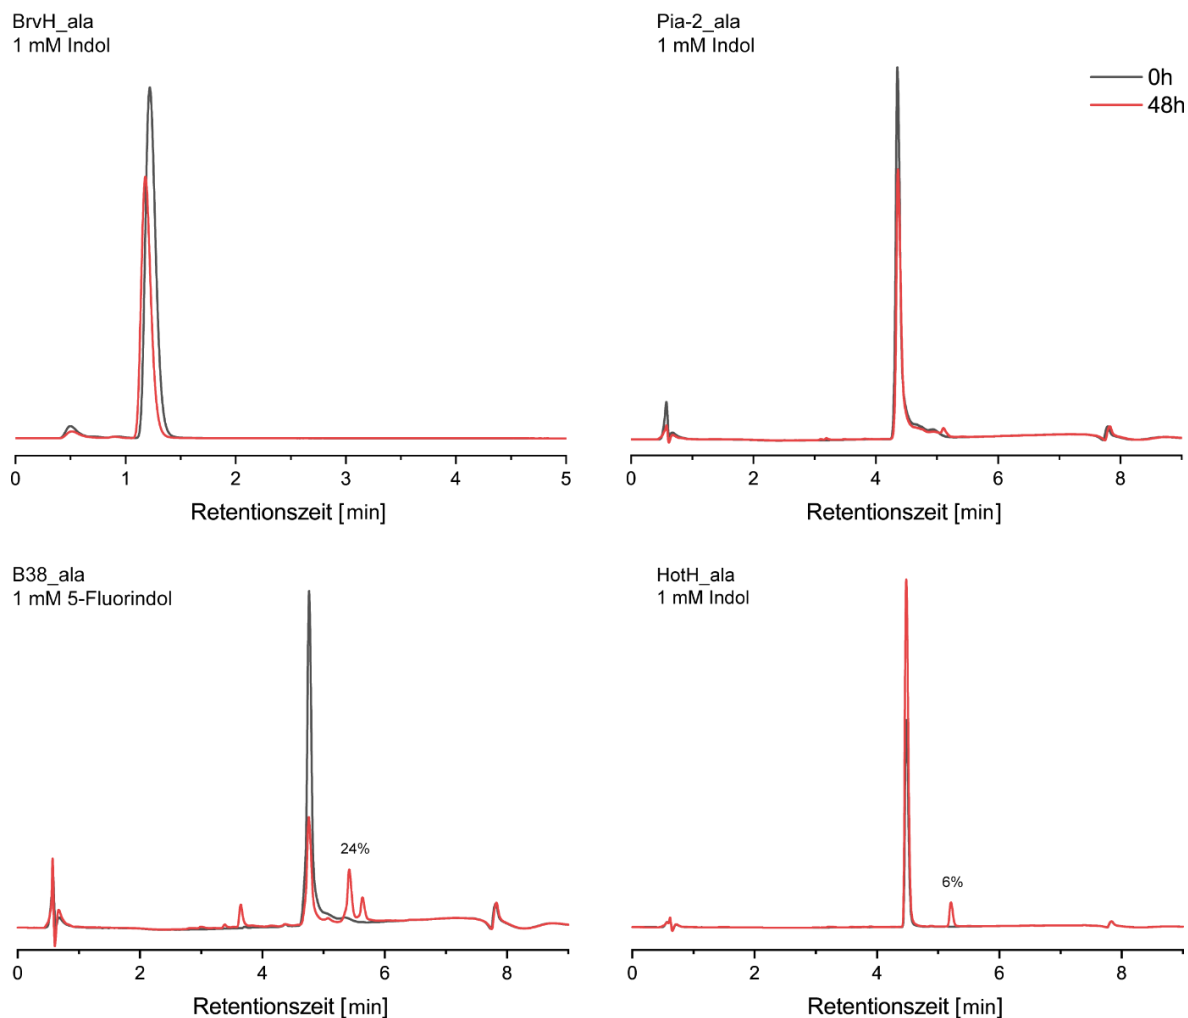 BrvH_ala
1 mM Indol
0 1 2 3 4 5
Retentionszeit [min]
Pia-2_ala
1 mM Indol
0h
48h
0 2 4 6 8
Retentionszeit [min]
B38_ala
1 mM 5-Fluorindol
24%
0 2 4 6 8
Retentionszeit [min]
HotH_ala
1 mM Indol
6%
0 2 4 6 8
Retentionszeit [min]